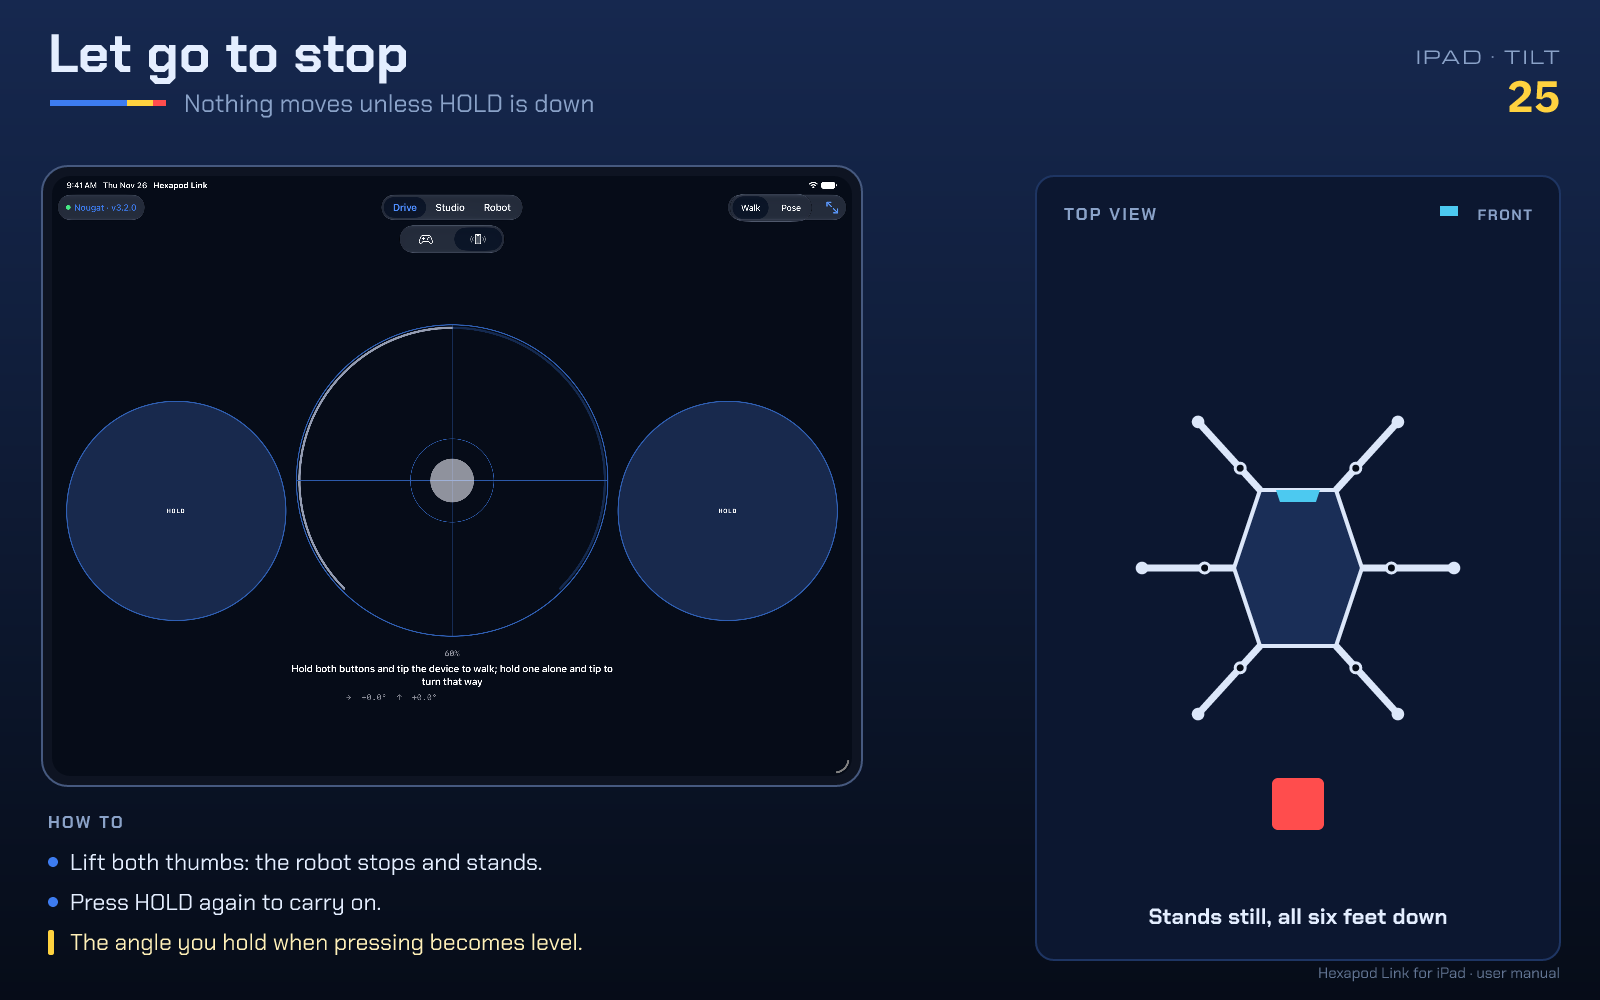 Let go to stop
Nothing moves unless HOLD is down
IPAD · TILT
25
9:41 AM Thu Nov 26 Hexapod Link
Nougat · v3.2.0
Drive Studio Robot
Walk Pose
HOLD
HOLD
60%
Hold both buttons and tip the device to walk; hold one alone and tip to
turn that way
→ −0.0° ↑ +0.0°
TOP VIEW
FRONT
Stands still, all six feet down
HOW TO
Lift both thumbs: the robot stops and stands.
Press HOLD again to carry on.
The angle you hold when pressing becomes level.
Hexapod Link for iPad · user manual